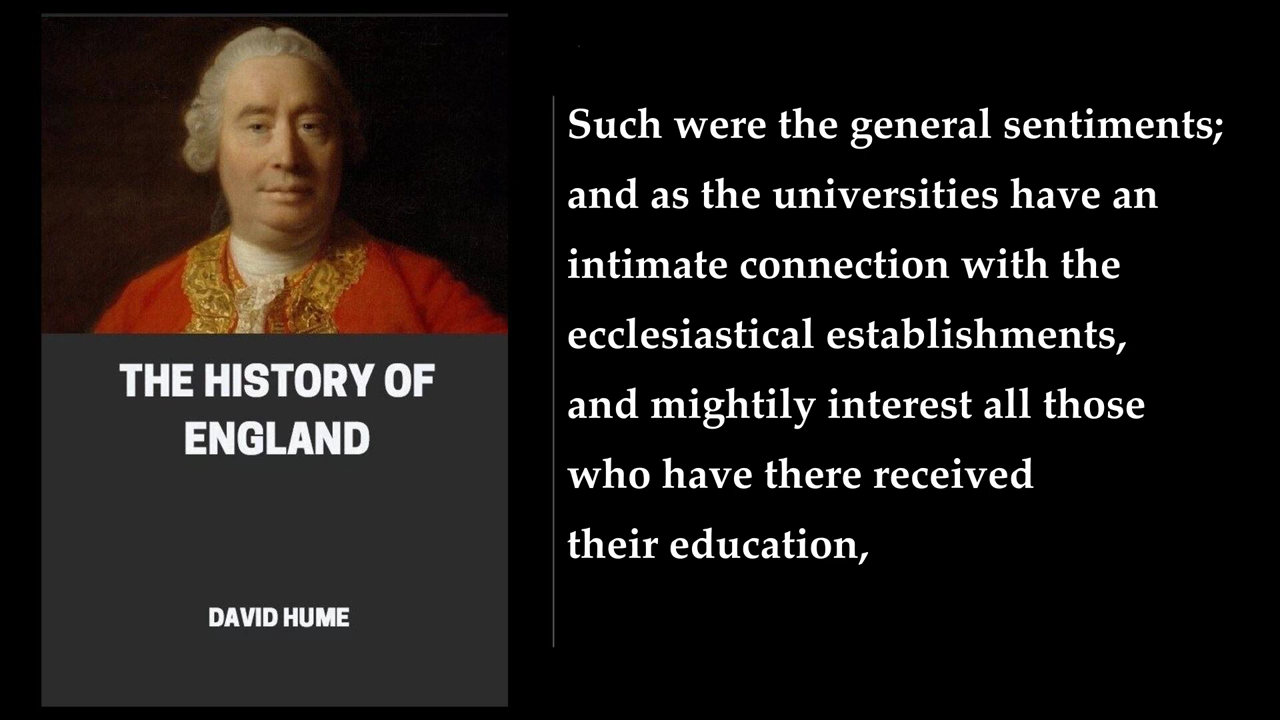 THE HISTORY OF
ENGLAND
DAVID HUME
Such were the general sentiments;
and as the universities have an
intimate connection with the
ecclesiastical establishments,
and mightily interest all those
who have there received
their education,